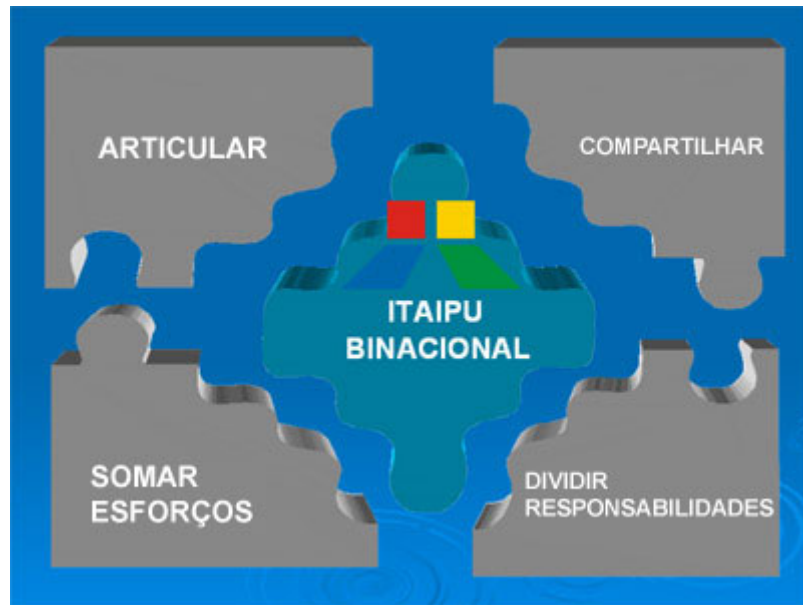 ARTICULAR
COMPARTILHAR
ITAIPU
BINACIONAL
SOMAR
ESFORÇOS
DIVIDIR
RESPONSABILIDADES